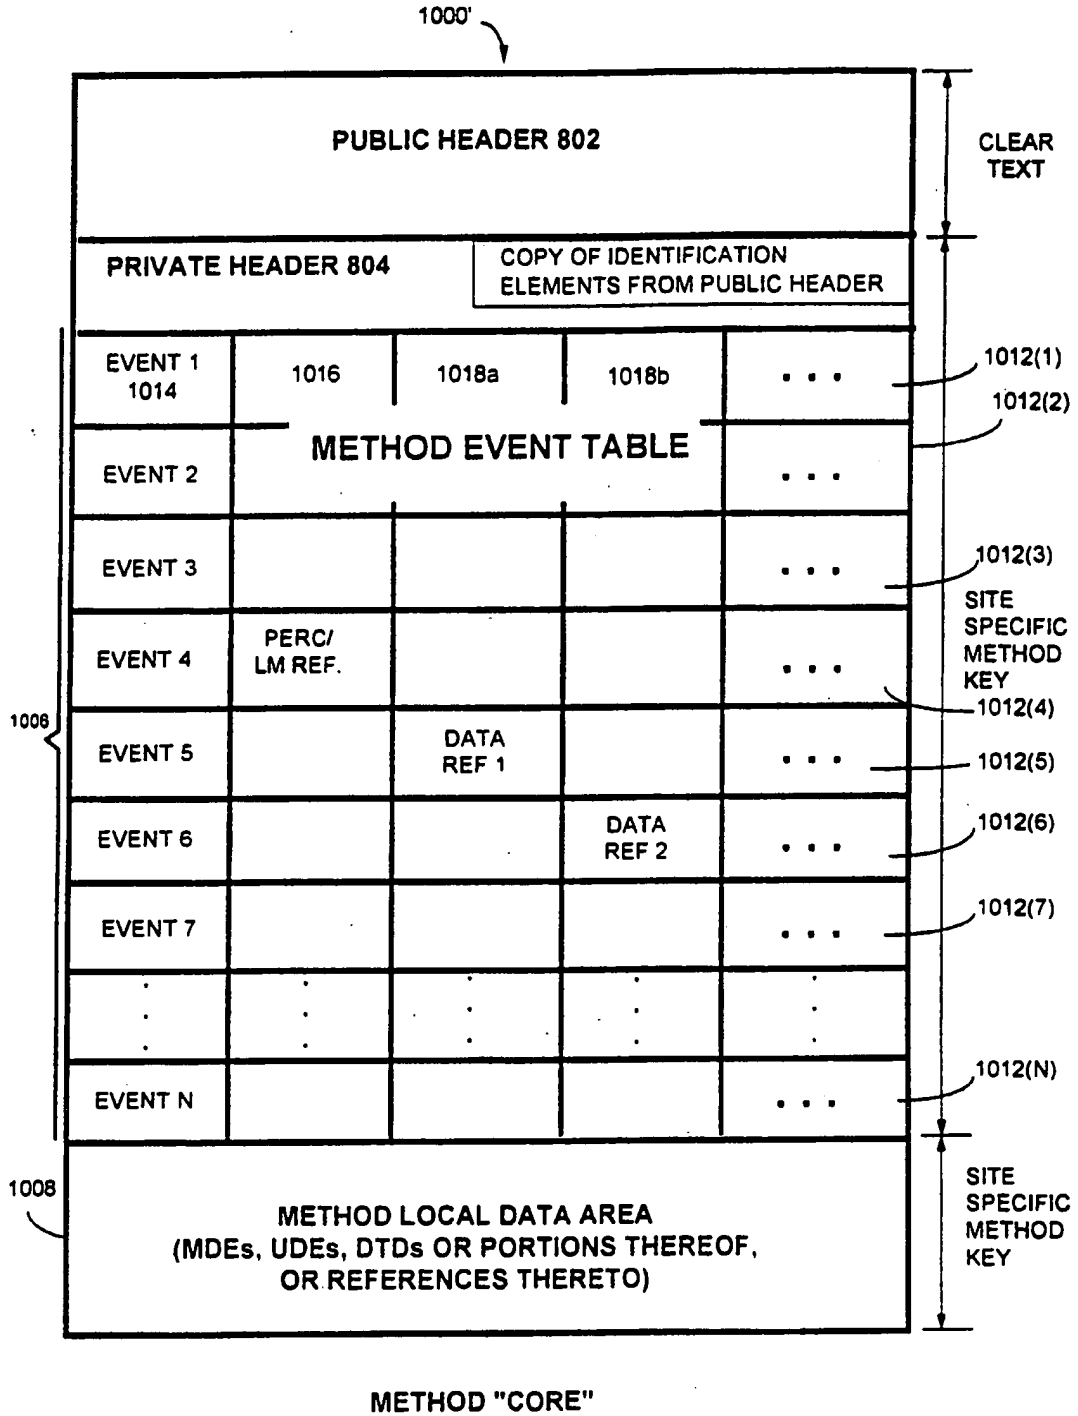 1000'
PUBLIC HEADER 802
CLEAR
TEXT
PRIVATE HEADER 804
COPY OF IDENTIFICATION
ELEMENTS FROM PUBLIC HEADER
EVENT 1
1014
1016
1018a
1018b
. . .
1012(1)
1012(2)
METHOD EVENT TABLE
EVENT 2
. . .
EVENT 3
. . .
1012(3)
SITE
SPECIFIC
METHOD
KEY
EVENT 4
PERC/
LM REF.
. . .
1012(4)
1006
EVENT 5
DATA
REF 1
. . .
1012(5)
EVENT 6
DATA
REF 2
. . .
1012(6)
EVENT 7
. . .
1012(7)
EVENT N
. . .
1012(N)
1008
METHOD LOCAL DATA AREA
(MDEs, UDEs, DTDs OR PORTIONS THEREOF,
OR REFERENCES THERETO)
SITE
SPECIFIC
METHOD
KEY
METHOD "CORE"